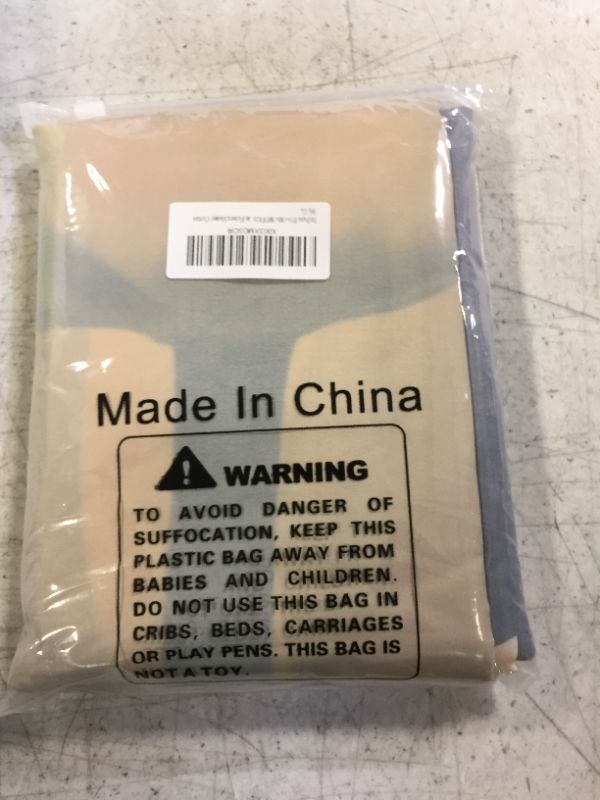 Made In China
WARNING
TO AVOID DANGER OF
SUFFOCATION, KEEP THIS
PLASTIC BAG AWAY FROM
BABIES AND CHILDREN.
DO NOT USE THIS BAG IN
CRIBS, BEDS, CARRIAGES
OR PLAY PENS. THIS BAG IS
NOT A TOY.